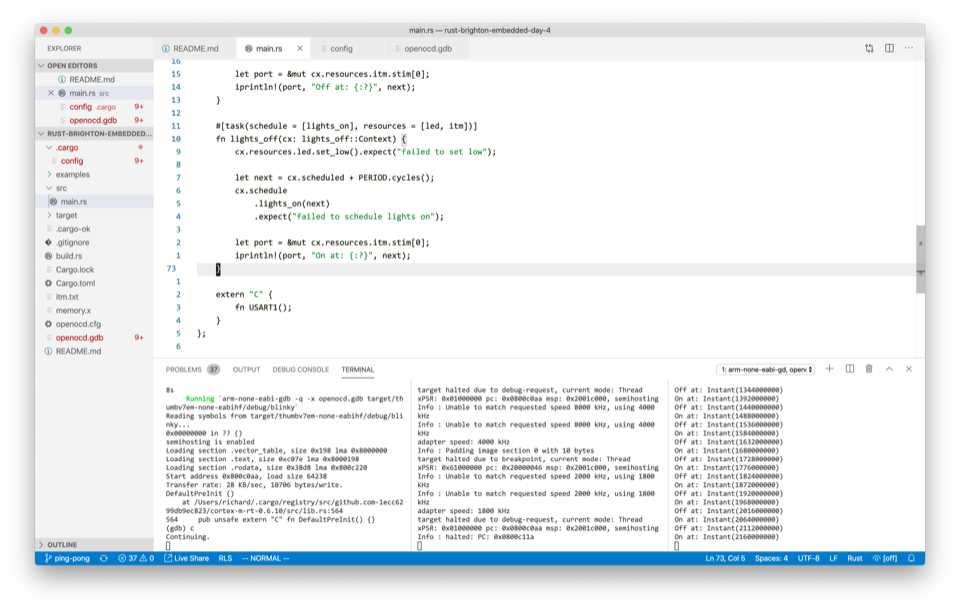 main.rs — rust-brighton-embedded-day-4
EXPLORER
README.md
main.rs
config
openocd.gdb
OPEN EDITORS
README.md
main.rs src
config .cargo 9+
openocd.gdb 9+
RUST-BRIGHTON-EMBEDDED...
.cargo
config 9+
examples
src
main.rs
target
.cargo-ok
.gitignore
build.rs
Cargo.lock
Cargo.toml
itm.txt
memory.x
openocd.cfg
openocd.gdb 9+
README.md
OUTLINE
16
15 let port = &mut cx.resources.itm.stim[0];
14 iprintln!(port, "Off at: {:?}", next);
13 }
12
11 #[task(schedule = [lights_on], resources = [led, itm])]
10 fn lights_off(cx: lights_off::Context) {
9 cx.resources.led.set_low().expect("failed to set low");
8
7 let next = cx.scheduled + PERIOD.cycles();
6 cx.schedule
5 .lights_on(next)
4 .expect("failed to schedule lights on");
3
2 let port = &mut cx.resources.itm.stim[0];
1 iprintln!(port, "On at: {:?}", next);
73 }
1
2 extern "C" {
3 fn USART1();
4 }
5 };
6
PROBLEMS 37 OUTPUT DEBUG CONSOLE TERMINAL
1: arm-none-eabi-gd, openo
8s
Running `arm-none-eabi-gdb -q -x openocd.gdb target/th
umbv7em-none-eabihf/debug/blinky`
Reading symbols from target/thumbv7em-none-eabihf/debug/bli
nky...
0x00000000 in ?? ()
semihosting is enabled
Loading section .vector_table, size 0x198 lma 0x8000000
Loading section .text, size 0xc07e lma 0x8000198
Loading section .rodata, size 0x38d8 lma 0x800c220
Start address 0x800c0aa, load size 64238
Transfer rate: 28 KB/sec, 10706 bytes/write.
DefaultPreInit ()
at /Users/richard/.cargo/registry/src/github.com-1ecc62
99db9ec823/cortex-m-rt-0.6.10/src/lib.rs:564
564 pub unsafe extern "C" fn DefaultPreInit() {}
(gdb) c
Continuing.
target halted due to debug-request, current mode: Thread
xPSR: 0x01000000 pc: 0x0800c0aa msp: 0x2001c000, semihosting
Info : Unable to match requested speed 8000 kHz, using 4000
kHz
Info : Unable to match requested speed 8000 kHz, using 4000
kHz
adapter speed: 4000 kHz
Info : Padding image section 0 with 10 bytes
target halted due to breakpoint, current mode: Thread
xPSR: 0x61000000 pc: 0x20000046 msp: 0x2001c000, semihosting
Info : Unable to match requested speed 2000 kHz, using 1800
kHz
Info : Unable to match requested speed 2000 kHz, using 1800
kHz
adapter speed: 1800 kHz
target halted due to debug-request, current mode: Thread
xPSR: 0x01000000 pc: 0x0800c0aa msp: 0x2001c000, semihosting
Info : halted: PC: 0x0800c11a
Off at: Instant(1344000000)
On at: Instant(1392000000)
Off at: Instant(1440000000)
On at: Instant(1488000000)
Off at: Instant(1536000000)
On at: Instant(1584000000)
Off at: Instant(1632000000)
On at: Instant(1680000000)
Off at: Instant(1728000000)
On at: Instant(1776000000)
Off at: Instant(1824000000)
On at: Instant(1872000000)
Off at: Instant(1920000000)
On at: Instant(1968000000)
Off at: Instant(2016000000)
On at: Instant(2064000000)
Off at: Instant(2112000000)
On at: Instant(2160000000)
ping-pong 37 0 Live Share RLS -- NORMAL -- Ln 73, Col 5 Spaces: 4 UTF-8 LF Rust [off]